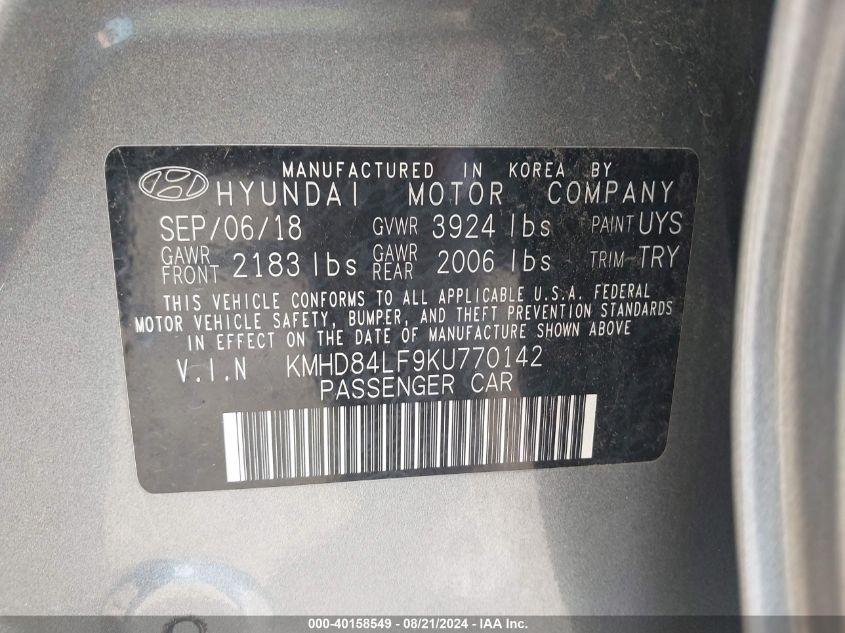 MANUFACTURED IN KOREA BY
HYUNDAI MOTOR COMPANY
SEP/06/18 GVWR 3924 lbs PAINT UYS
GAWR FRONT 2183 lbs GAWR REAR 2006 lbs TRIM-TRY
THIS VEHICLE CONFORMS TO ALL APPLICABLE U.S.A. FEDERAL
MOTOR VEHICLE SAFETY, BUMPER, AND THEFT PREVENTION STANDARDS
IN EFFECT ON THE DATE OF MANUFACTURE SHOWN ABOVE
V.I.N KMHD84LF9KU770142
PASSENGER CAR
000-40158549 - 08/21/2024 - IAA Inc.